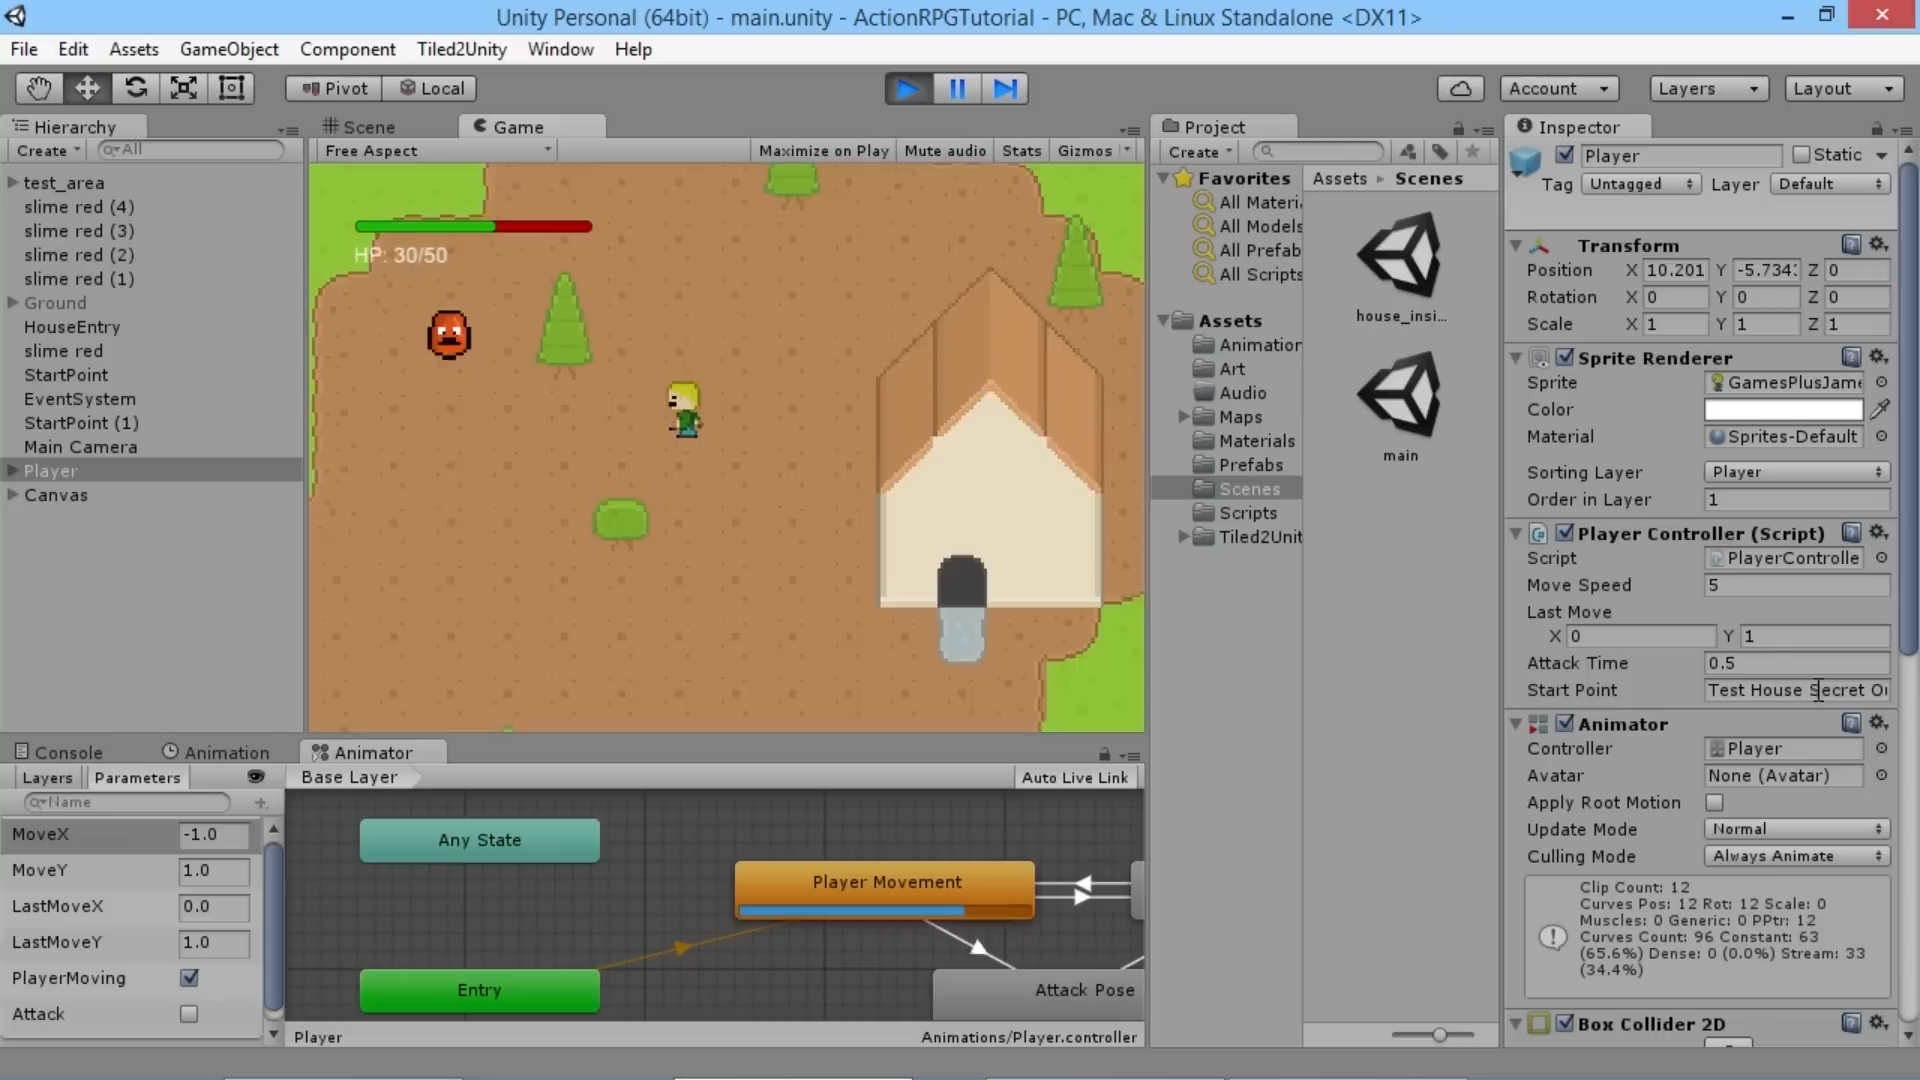 Unity Personal (64bit) - main.unity - ActionRPGTutorial - PC, Mac & Linux Standalone <DX11>
File Edit Assets GameObject Component Tiled2Unity Window Help
Pivot Local Account Layers Layout
Hierarchy
Create All
test_area
slime red (4)
slime red (3)
slime red (2)
slime red (1)
Ground
HouseEntry
slime red
StartPoint
EventSystem
StartPoint (1)
Main Camera
Player
Canvas
Scene Game
Free Aspect Maximize on Play Mute audio Stats Gizmos
HP: 30/50
Project
Create
Favorites
All Materi
All Models
All Prefab
All Scripts
Assets
Animation
Art
Audio
Maps
Materials
Prefabs
Scenes
Scripts
Tiled2Unit
Assets Scenes
house_insi...
main
Inspector
Player Static
Tag Untagged Layer Default
Transform
Position X 10.201 Y -5.734 Z 0
Rotation X 0 Y 0 Z 0
Scale X 1 Y 1 Z 1
Sprite Renderer
Sprite GamesPlusJame
Color
Material Sprites-Default
Sorting Layer Player
Order in Layer 1
Player Controller (Script)
Script PlayerControlle
Move Speed 5
Last Move
X 0 Y 1
Attack Time 0.5
Start Point Test House Secret
Animator
Controller Player
Avatar None (Avatar)
Apply Root Motion
Update Mode Normal
Culling Mode Always Animate
Clip Count: 12
Curves Pos: 12 Rot: 12 Scale: 0
Muscles: 0 Generic: 0 PPtr: 12
Curves Count: 96 Constant: 63
(65.6%) Dense: 0 (0.0%) Stream: 33
(34.4%)
Box Collider 2D
Console Animation Animator
Layers Parameters Base Layer Auto Live Link
Name
MoveX -1.0
MoveY 1.0
LastMoveX 0.0
LastMoveY 1.0
PlayerMoving
Attack
Any State
Player Movement
Entry
Attack Pose
Player Animations/Player.controller